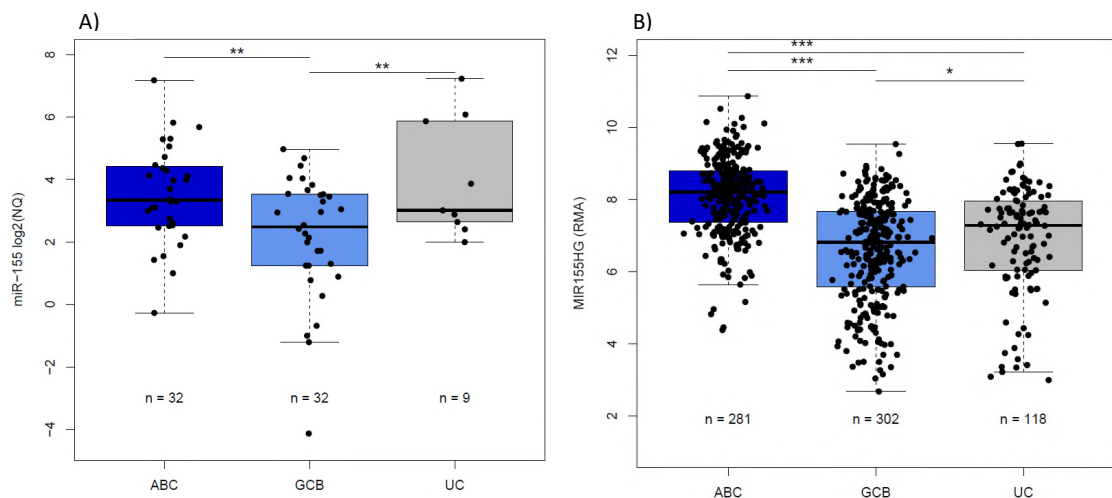 A)
miR−155 log2(NQ)
8
6
4
2
0
−2
−4
**
**
n = 32
n = 32
n = 9
ABC
GCB
UC
B)
MIR155HG (RMA)
12
10
8
6
4
2
***
***
*
n = 281
n = 302
n = 118
ABC
GCB
UC